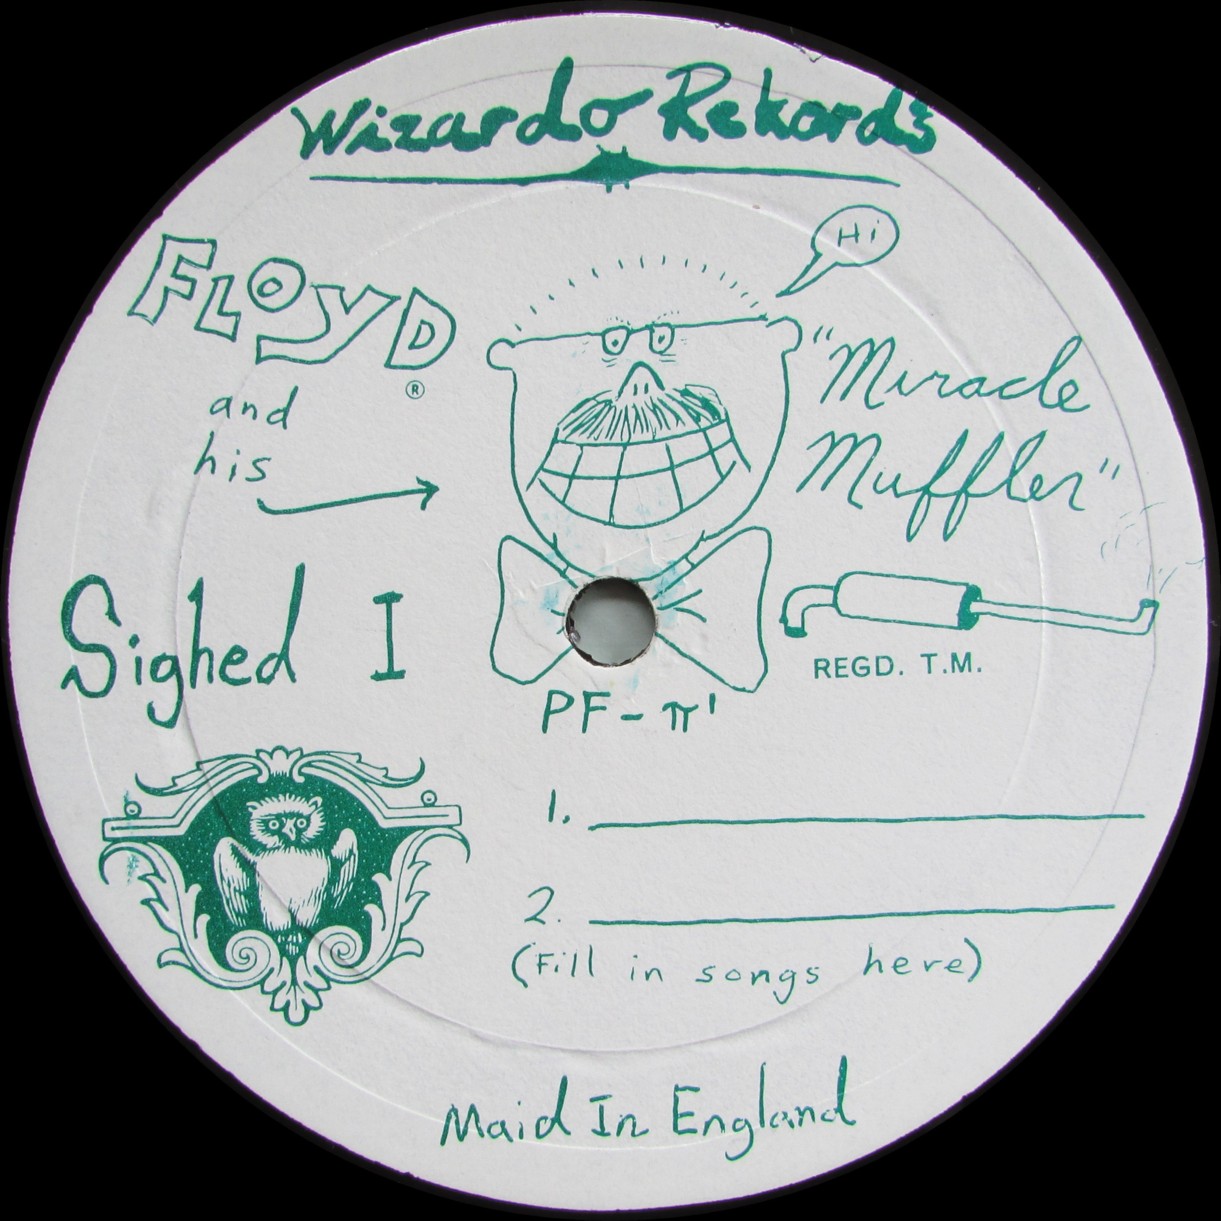 Wizardo Rekords
Hi
FLOYD ®
and
his
"Miracle
Muffler"
Sighed I
REGD. T.M.
PF-π'
1.
2.
(Fill in songs here)
Maid In England